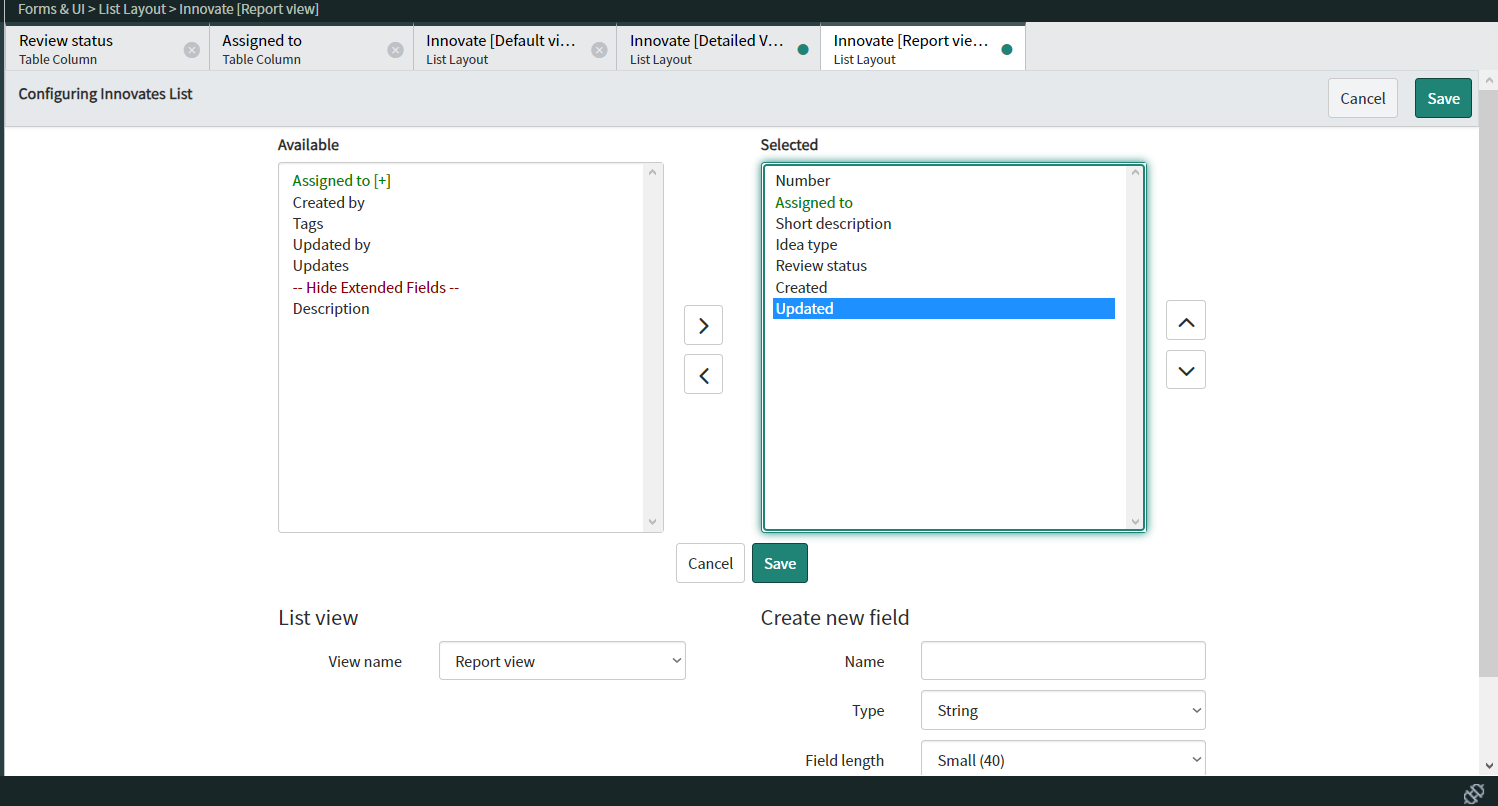 Forms & UI > List Layout > Innovate [Report view]
Review status
Table Column
Assigned to
Table Column
Innovate [Default vi...
List Layout
Innovate [Detailed V...
List Layout
Innovate [Report vie...
List Layout
Configuring Innovates List
Cancel
Save
Available
Assigned to [+]
Created by
Tags
Updated by
Updates
-- Hide Extended Fields --
Description
Selected
Number
Assigned to
Short description
Idea type
Review status
Created
Updated
Cancel
Save
List view
View name
Report view
Create new field
Name
Type
String
Field length
Small (40)